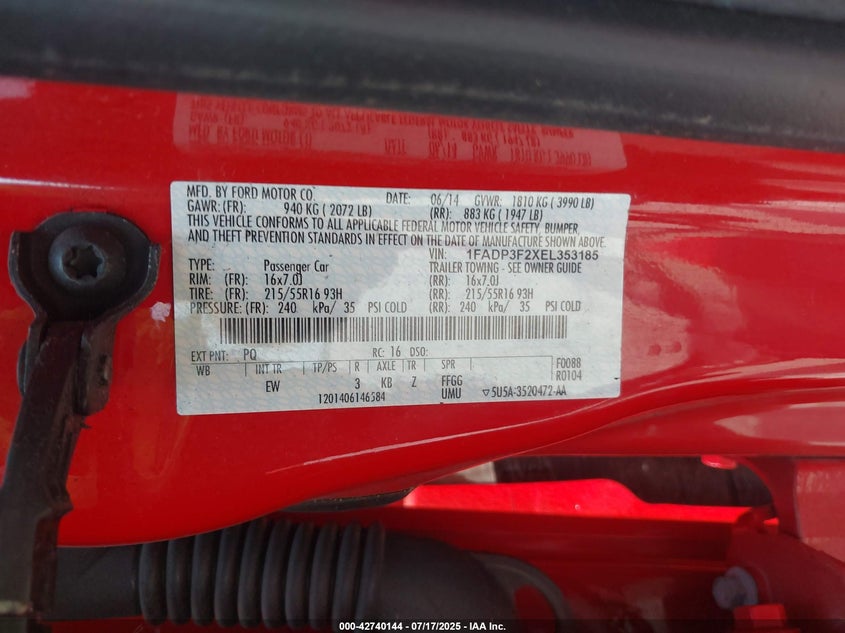 MFD. BY FORD MOTOR CO. DATE: 06/14 GVWR: 1810 KG ( 3990 LB)
GAWR:(FR): 940 KG ( 2072 LB) (RR): 883 KG ( 1947 LB)
THIS VEHICLE CONFORMS TO ALL APPLICABLE FEDERAL MOTOR VEHICLE SAFETY, BUMPER,
AND THEFT PREVENTION STANDARDS IN EFFECT ON THE DATE OF MANUFACTURE SHOWN ABOVE.
VIN: 1FADP3F2XEL353185
TYPE: Passenger Car TRAILER TOWING - SEE OWNER GUIDE
RIM: (FR): 16x7.0J (RR): 16x7.0J
TIRE: (FR): 215/55R16 93H (RR): 215/55R16 93H
PRESSURE:(FR): 240 kPa/ 35 PSI COLD (RR): 240 kPa/ 35 PSI COLD
EXT PNT: PQ RC: 16 DSO:
WB INT TR TP/PS R AXLE TR SPR F0088
EW 3 KB Z FFGG R0104
1201406146584 UMU 5U5A-3520472-AA
000-42740144 / 07/17/2025 - IAA Inc.